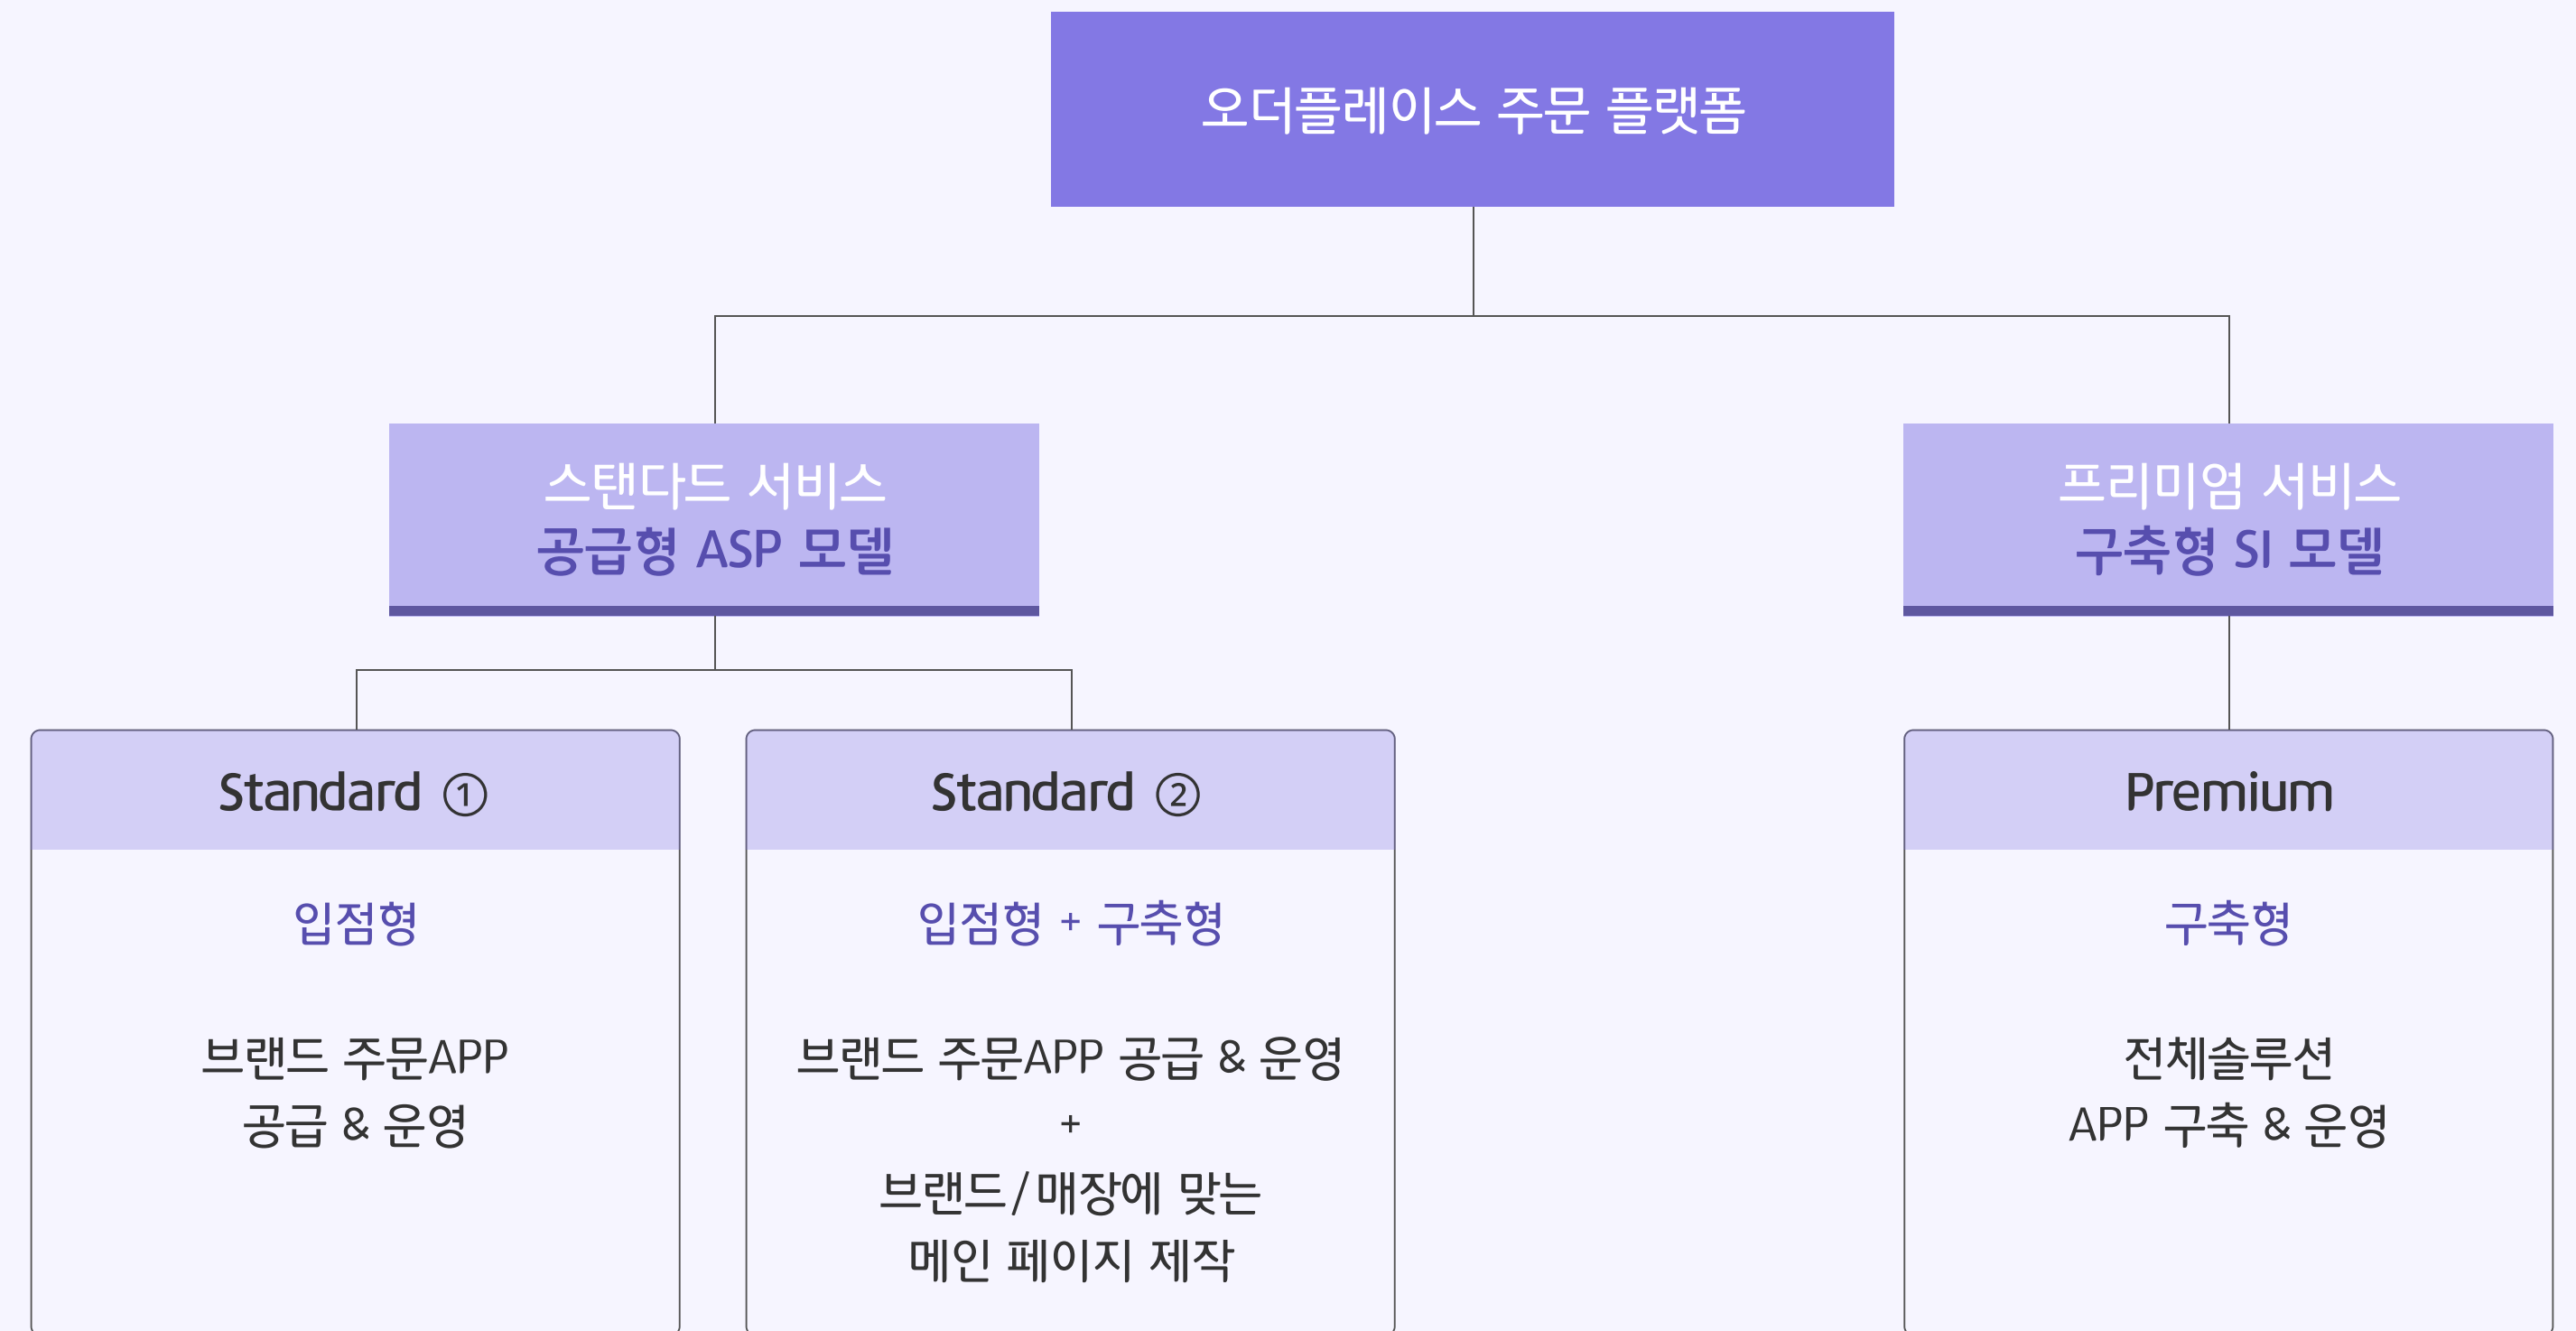 오더플레이스 주문 플랫폼
스탠다드 서비스
공급형 ASP 모델
프리미엄 서비스
구축형 SI 모델
Standard ①
입점형
브랜드 주문APP
공급 & 운영
Standard ②
입점형 + 구축형
브랜드 주문APP 공급 & 운영
+
브랜드/매장에 맞는
메인 페이지 제작
Premium
구축형
전체솔루션
APP 구축 & 운영